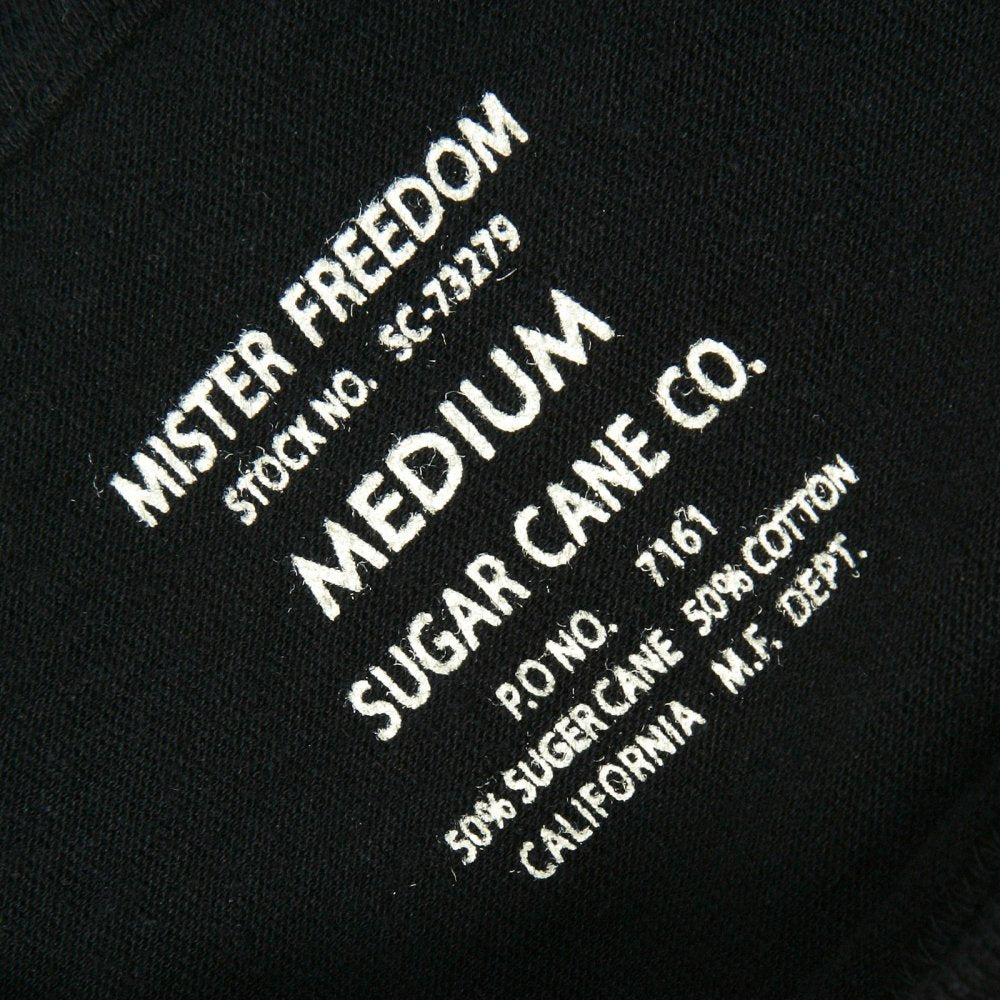 MISTER FREEDOM
STOCK NO. SC-73279
MEDIUM
SUGAR CANE CO.
P.O NO. 7161
50% SUGER CANE 50% COTTON
CALIFORNIA M.F. DEPT.